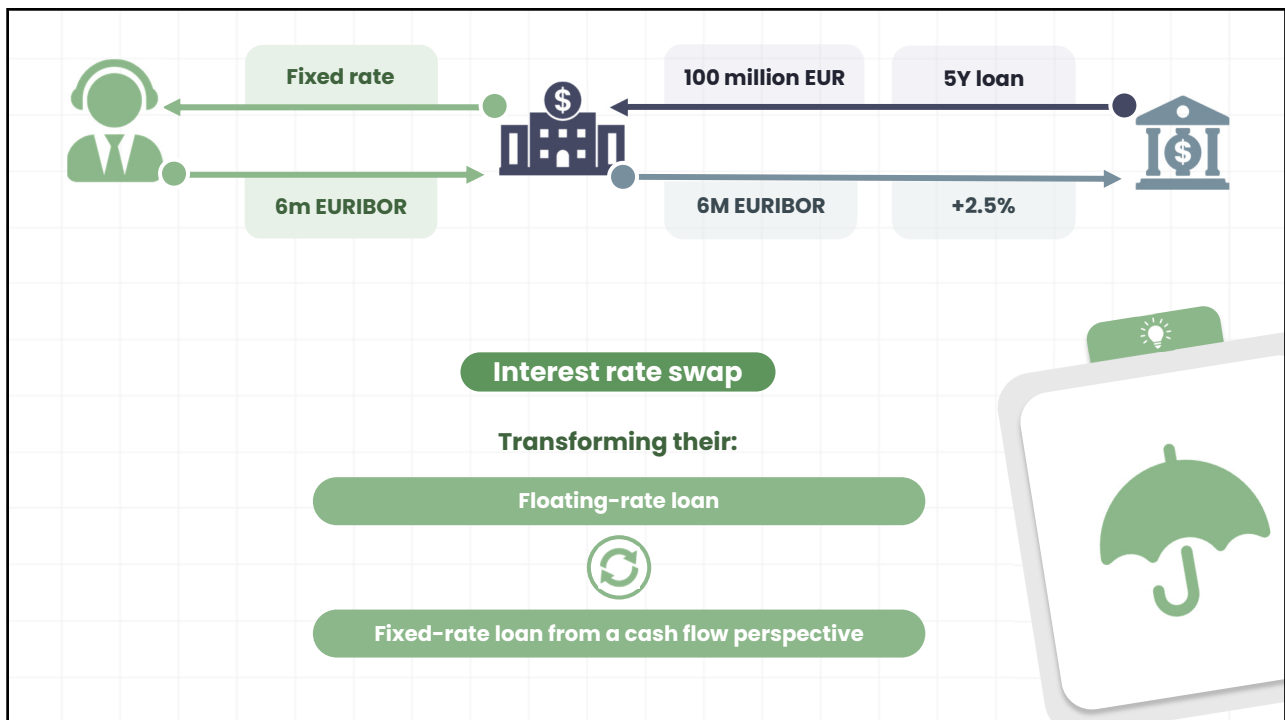 Fixed rate
100 million EUR
5Y loan
$
$
6m EURIBOR
6M EURIBOR
+2.5%
Interest rate swap
Transforming their:
Floating-rate loan
Fixed-rate loan from a cash flow perspective